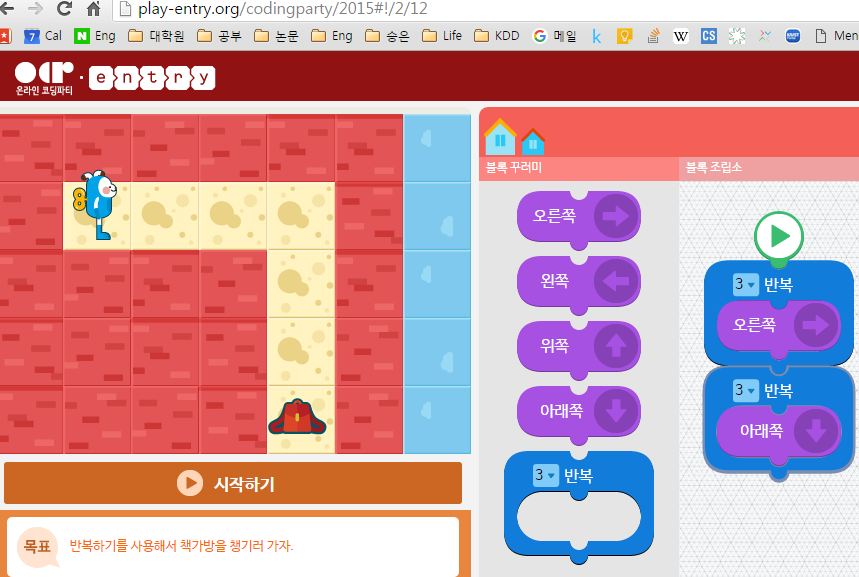 play-entry.org/codingparty/2015#!/2/12
7 Cal
N Eng
대학원
공부
논문
Eng
승은
Life
KDD
G 메일
k
W
CS
Men
entry
온라인 코딩파티
블록 꾸러미
블록 조립소
오른쪽
왼쪽
위쪽
아래쪽
3 반복
3 반복
오른쪽
3 반복
아래쪽
8
시작하기
목표
반복하기를 사용해서 책가방을 챙기러 가자.